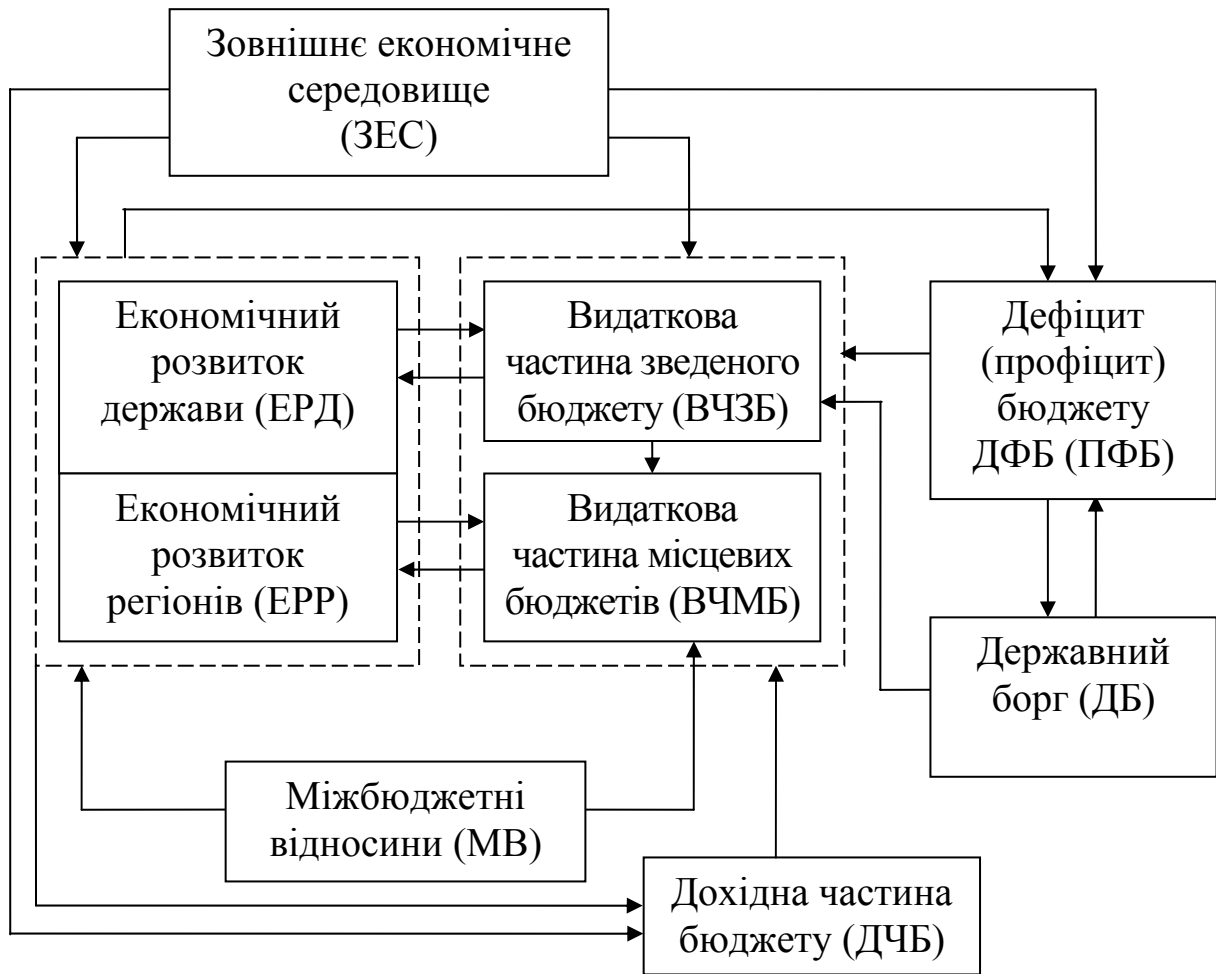 Зовнішнє економічне
середовище
(ЗЕС)
Економічний
розвиток
держави (ЕРД)
Видаткова
частина зведеного
бюджету (ВЧЗБ)
Дефіцит
(профіцит)
бюджету
ДФБ (ПФБ)
Економічний
розвиток
регіонів (ЕРР)
Видаткова
частина місцевих
бюджетів (ВЧМБ)
Державний
борг (ДБ)
Міжбюджетні
відносини (МВ)
Дохідна частина
бюджету (ДЧБ)